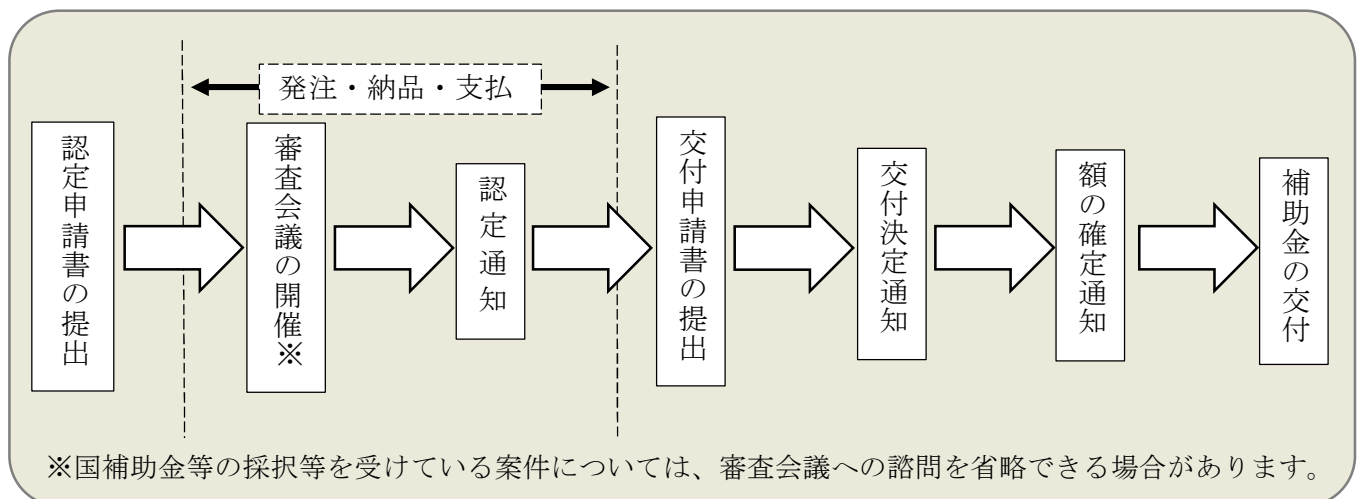 発注・納品・支払
認定申請書の提出
審査会議の開催※
認定通知
交付申請書の提出
交付決定通知
額の確定通知
補助金の交付
※国補助金等の採択等を受けている案件については、審査会議への諮問を省略できる場合があります。